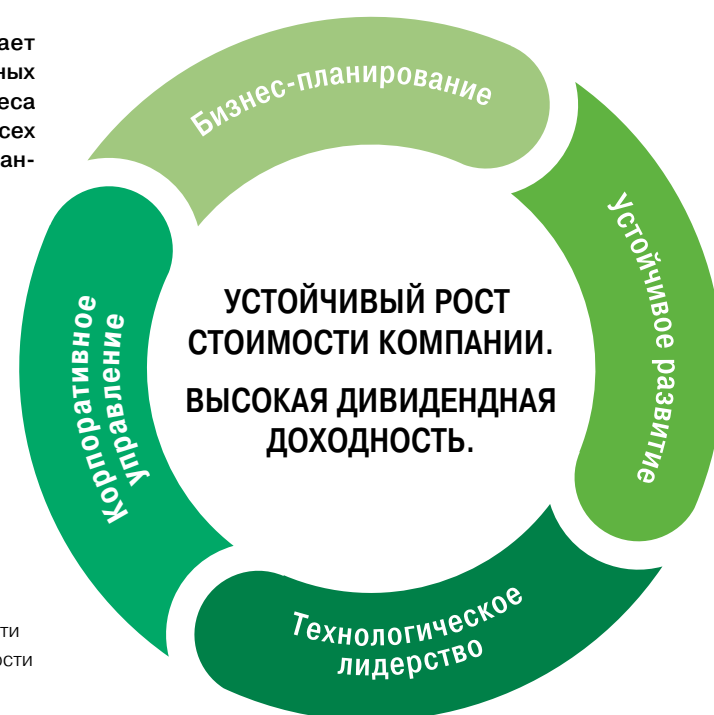 Бизнес-планирование
Устойчивое развитие
УСТОЙЧИВЫЙ РОСТ
СТОИМОСТИ КОМПАНИИ.
ВЫСОКАЯ ДИВИДЕНДНАЯ
ДОХОДНОСТЬ.
Корпоративное
управление
Технологическое
лидерство